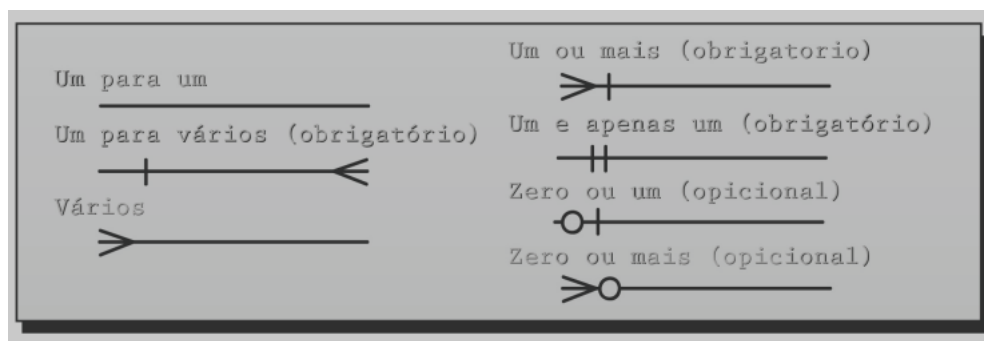 Um para um
Um para vários (obrigatório)
Vários
Um ou mais (obrigatorio)
Um e apenas um (obrigatório)
Zero ou um (opicional)
Zero ou mais (opicional)